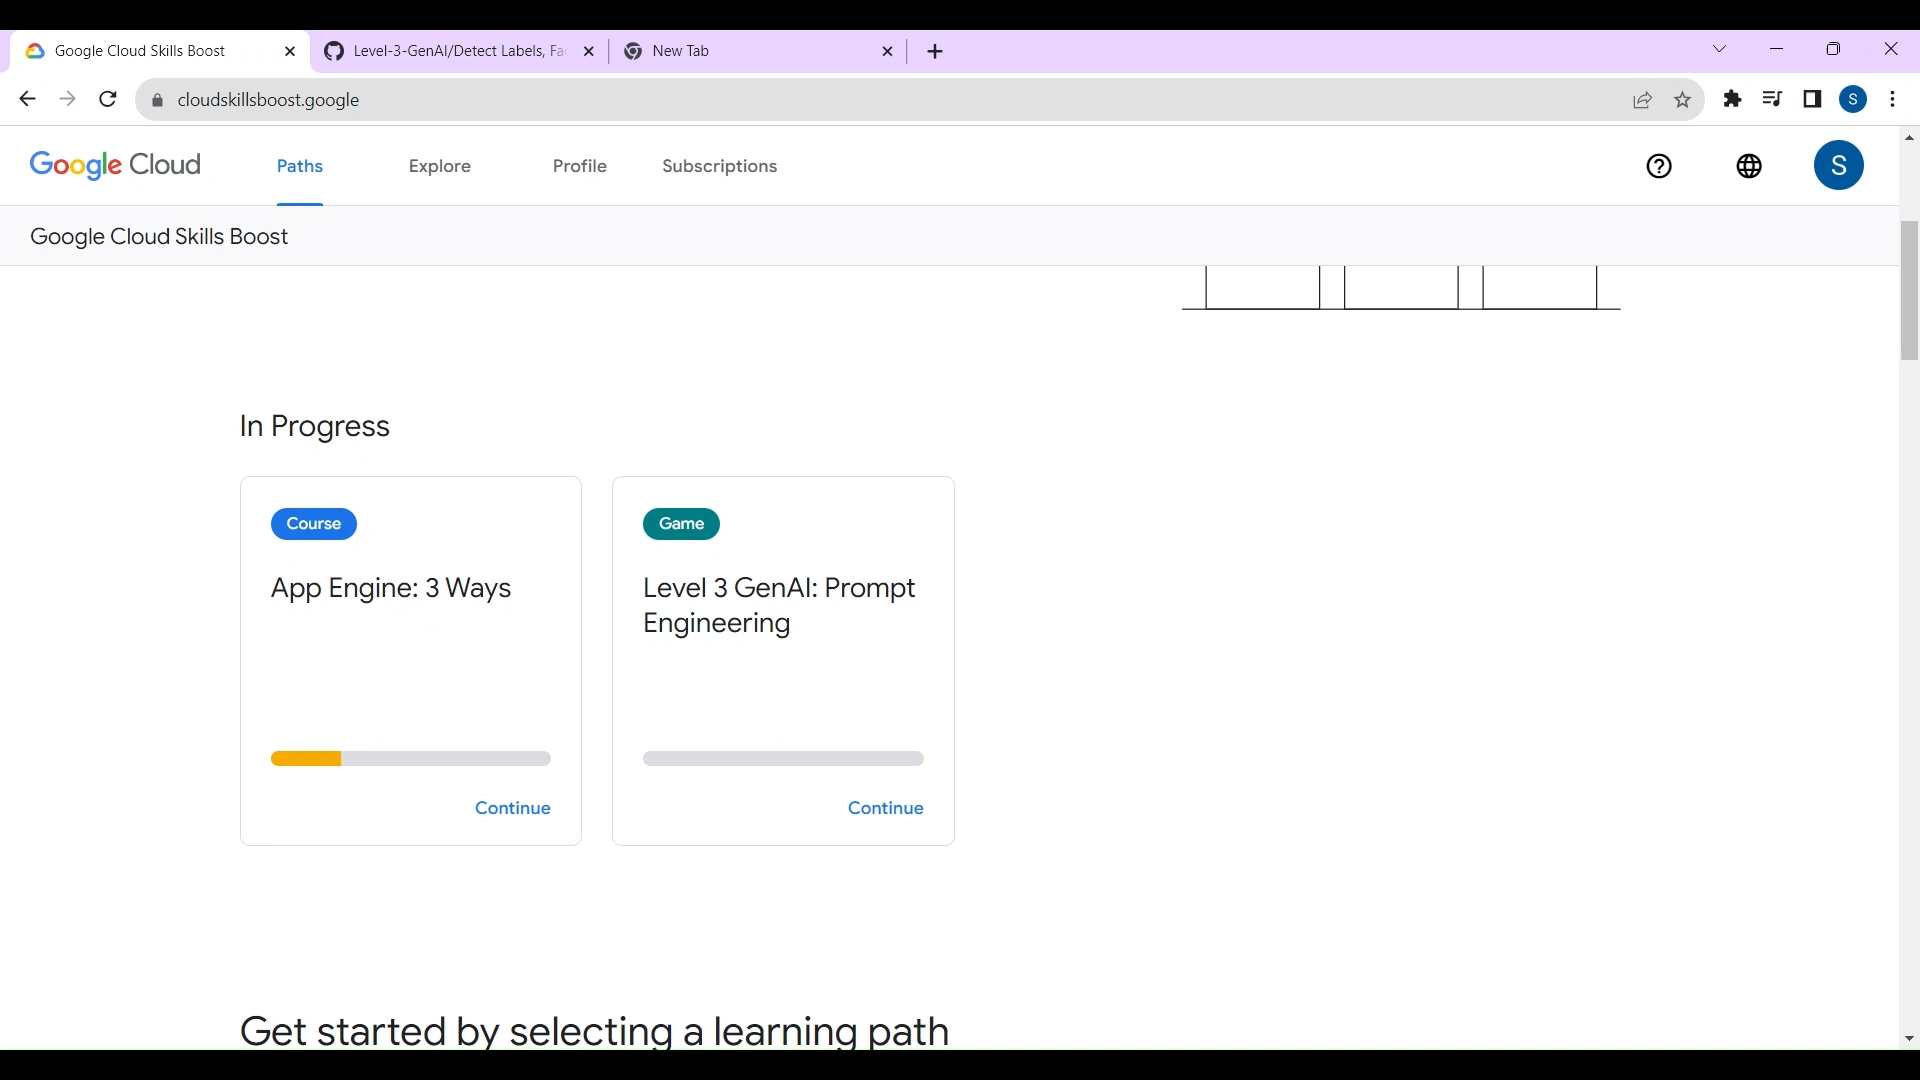 Google Cloud Skills Boost
Level-3-GenAI/Detect Labels, Fa
New Tab
cloudskillsboost.google
S
Google Cloud
Paths
Explore
Profile
Subscriptions
S
Google Cloud Skills Boost
In Progress
Course
Game
App Engine: 3 Ways
Level 3 GenAI: Prompt
Engineering
Continue
Continue
Get started by selecting a learning path